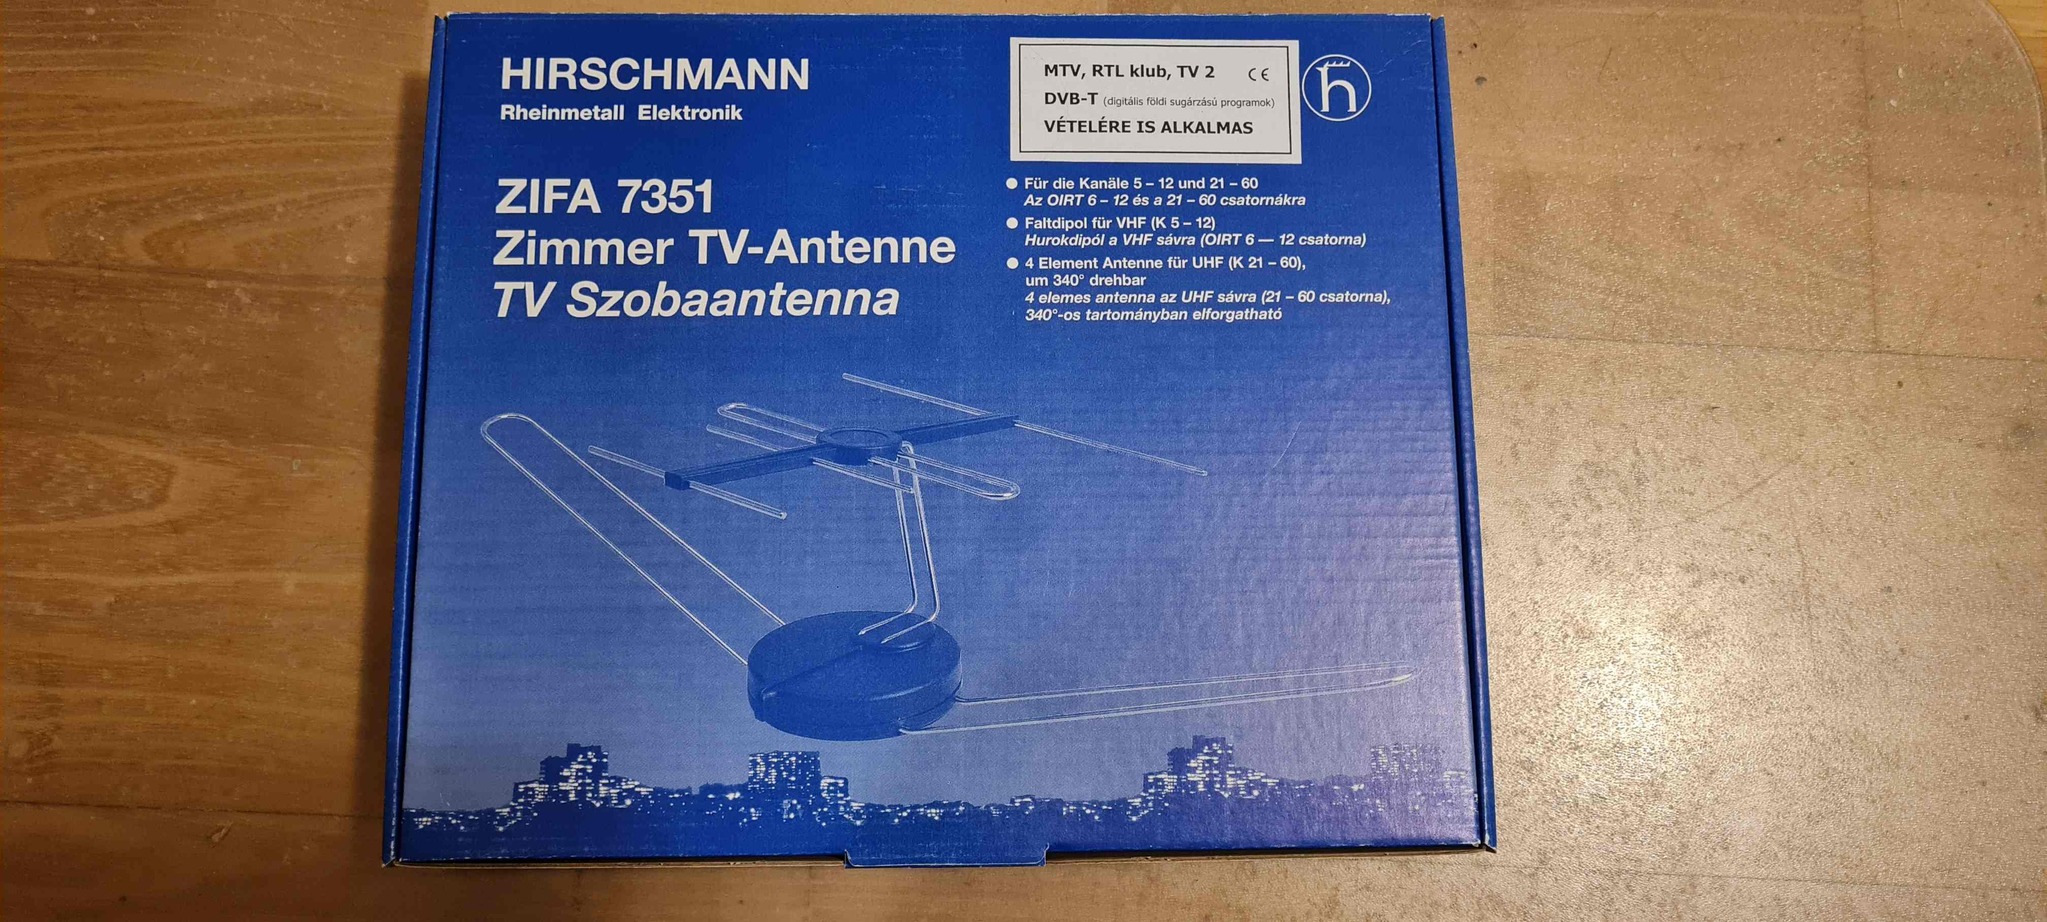 HIRSCHMANN
Rheinmetall Elektronik
ZIFA 7351
Zimmer TV-Antenne
TV Szobaantenna
MTV, RTL klub, TV 2 CE
DVB-T (digitális földi sugárzású programok)
VÉTELÉRE IS ALKALMAS
h
● Für die Kanäle 5 – 12 und 21 – 60
Az OIRT 6 – 12 és a 21 – 60 csatornákra
● Faltdipol für VHF (K 5 – 12)
Hurokdipól a VHF sávra (OIRT 6 — 12 csatorna)
● 4 Element Antenne für UHF (K 21 – 60),
um 340° drehbar
4 elemes antenna az UHF sávra (21 – 60 csatorna),
340°-os tartományban elforgatható